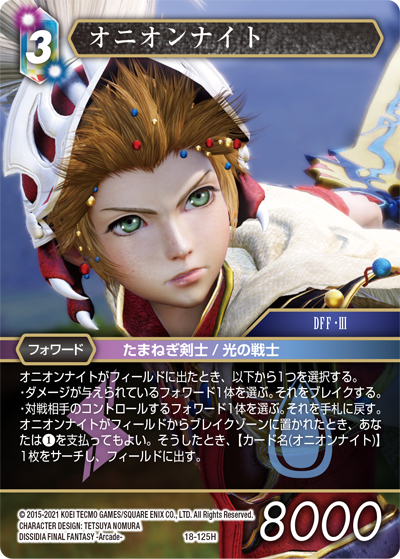 3
オニオンナイト
DFF・III
フォワード
たまねぎ剣士 / 光の戦士
オニオンナイトがフィールドに出たとき、以下から1つを選択する。
・ダメージが与えられているフォワード1体を選ぶ。それをブレイクする。
・対戦相手のコントロールするフォワード1体を選ぶ。それを手札に戻す。
オニオンナイトがフィールドからブレイクゾーンに置かれたとき、あな
たは❶を支払ってもよい。そうしたとき、【カード名(オニオンナイト)】
1枚をサーチし、フィールドに出す。
© 2015-2021 KOEI TECMO GAMES/SQUARE ENIX CO., LTD. All Rights Reserved.
CHARACTER DESIGN: TETSUYA NOMURA
DISSIDIA FINAL FANTASY -Arcade-
18-125H
8000